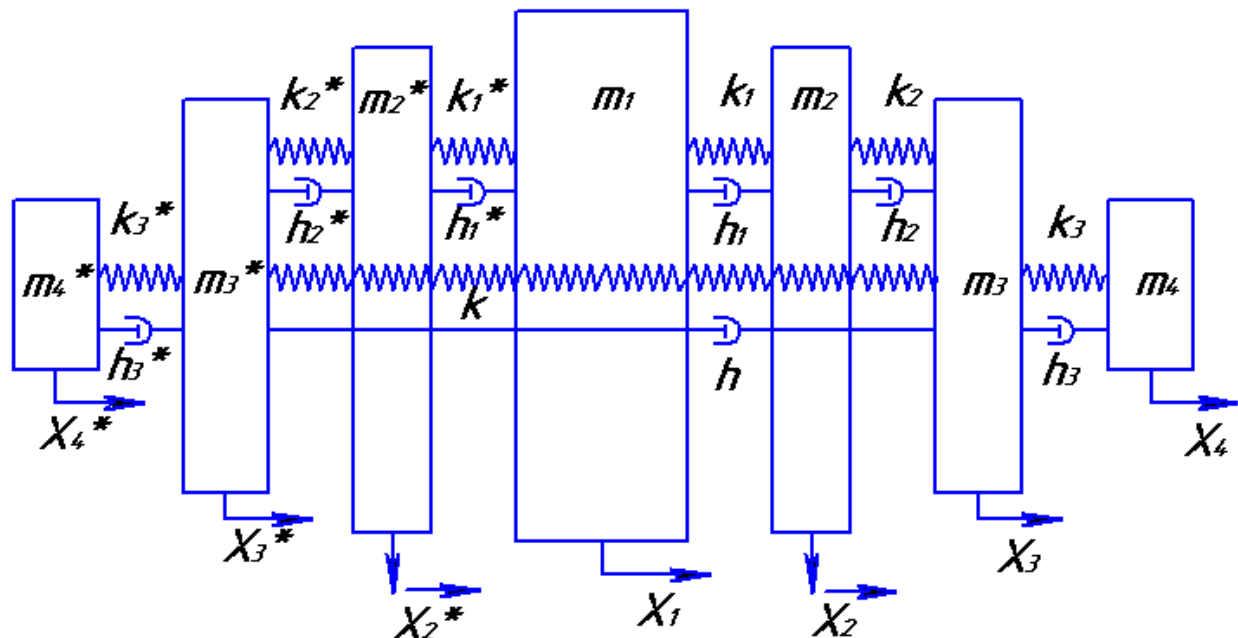 k₂* m₂* k₁* m₁ k₁ m₂ k₂
k₃* h₂* h₁* h₁ h₂ k₃
m₄* m₃* k m₃ m₄
h₃* h h₃
X₄* X₄
X₃* X₃
X₂* X₁ X₂